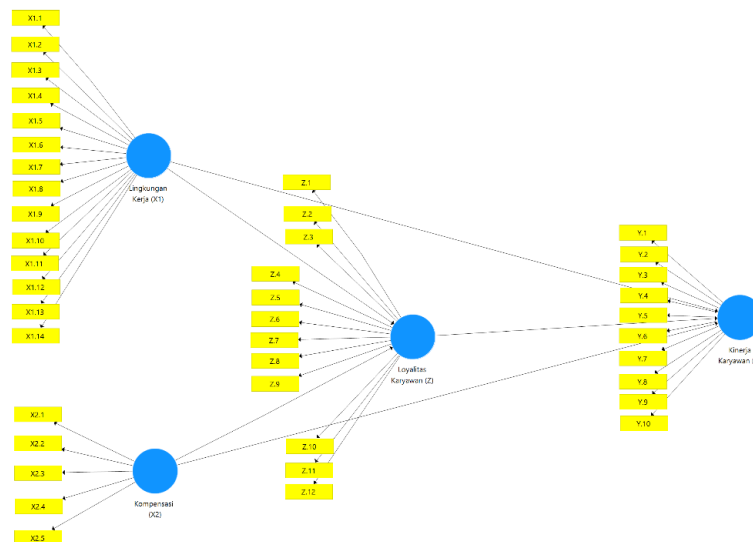 X1.1
X1.2
X1.3
X1.4
X1.5
X1.6
X1.7
X1.8
X1.9
X1.10
X1.11
X1.12
X1.13
X1.14
Lingkungan
Kerja (X1)
X2.1
X2.2
X2.3
X2.4
X2.5
Kompensasi
(X2)
Z.1
Z.2
Z.3
Z.4
Z.5
Z.6
Z.7
Z.8
Z.9
Z.10
Z.11
Z.12
Loyalitas
Karyawan (Z)
Y.1
Y.2
Y.3
Y.4
Y.5
Y.6
Y.7
Y.8
Y.9
Y.10
Kinerja
Karyawan (